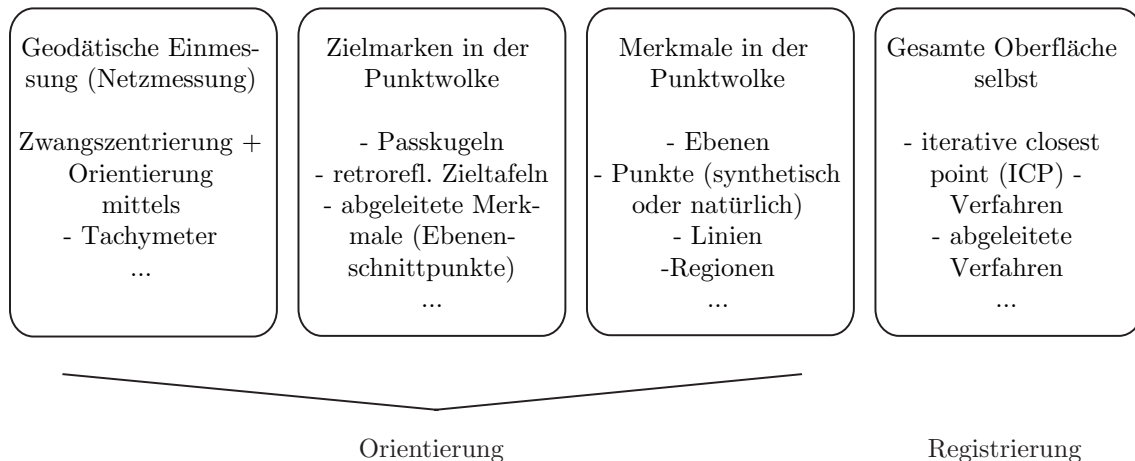 Geodätische Einmes-
sung (Netzmessung)
Zwangszentrierung +
Orientierung
mittels
- Tachymeter
...
Zielmarken in der
Punktwolke
- Passkugeln
- retrorefl. Zieltafeln
- abgeleitete Merk-
male (Ebenen-
schnittpunkte)
...
Merkmale in der
Punktwolke
- Ebenen
- Punkte (synthetisch
oder natürlich)
- Linien
-Regionen
...
Gesamte Oberfläche
selbst
- iterative closest
point (ICP) -
Verfahren
- abgeleitete
Verfahren
...
Orientierung
Registrierung